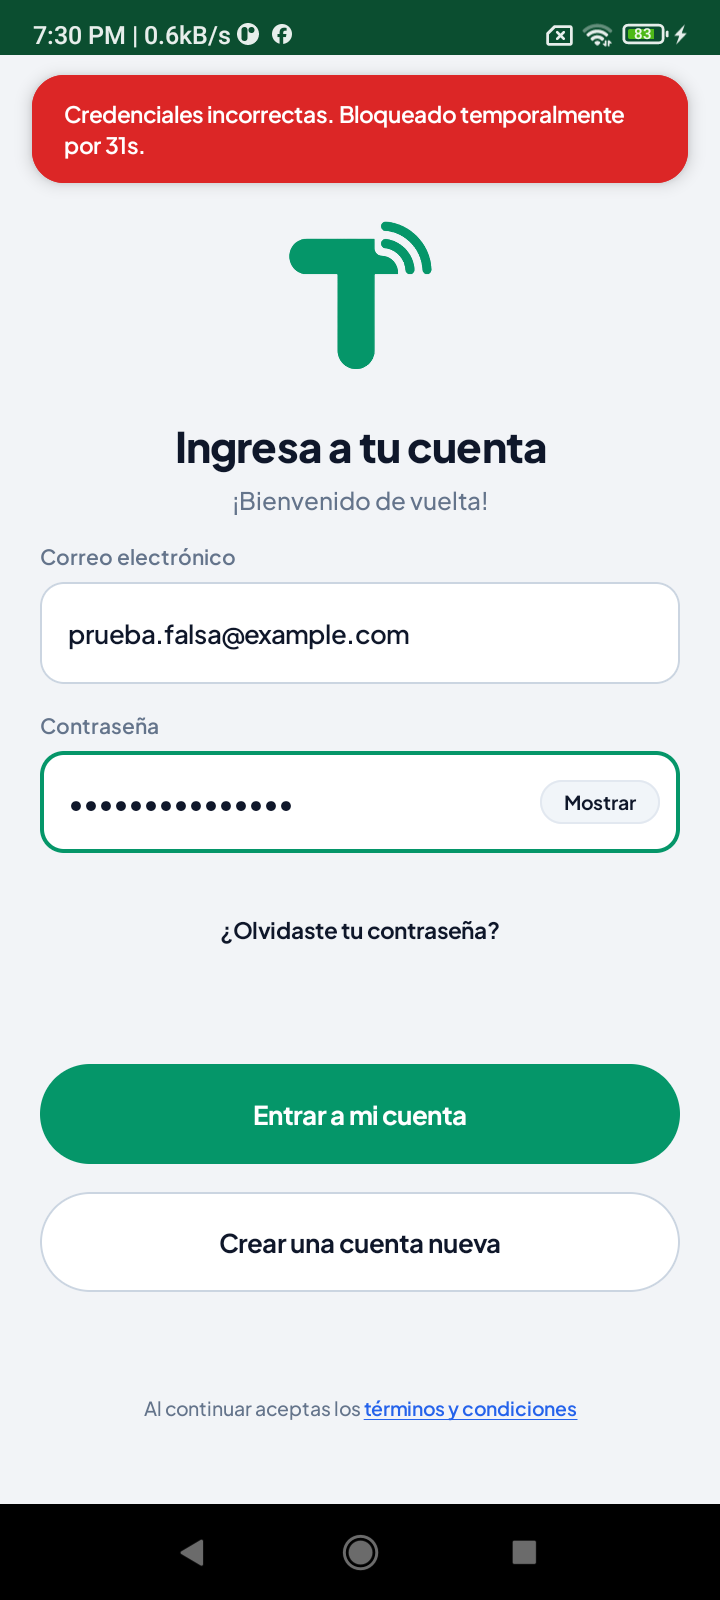 7:30 PM | 0.6kB/s
83
Credenciales incorrectas. Bloqueado temporalmente
por 31s.
Ingresa a tu cuenta
¡Bienvenido de vuelta!
Correo electrónico
prueba.falsa@example.com
Contraseña
Mostrar
¿Olvidaste tu contraseña?
Entrar a mi cuenta
Crear una cuenta nueva
Al continuar aceptas los términos y condiciones